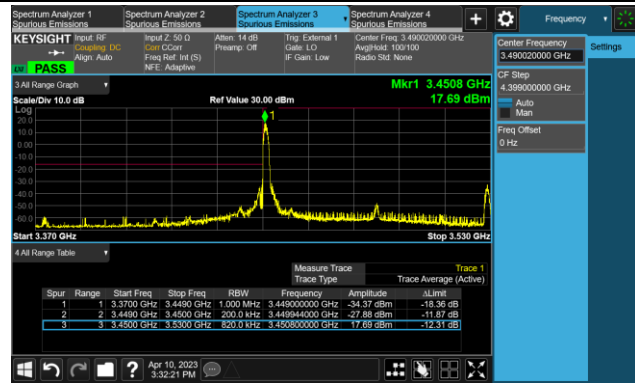 Spectrum Analyzer 1 Spurious Emissions
Spectrum Analyzer 2 Spurious Emissions
Spectrum Analyzer 3 Spurious Emissions
Spectrum Analyzer 4 Spurious Emissions
+
Frequency
KEYSIGHT Input: RF Input Z: 50 Ω Atten: 14 dB Trig: External 1 Center Freq: 3.490020000 GHz
Coupling: DC Corr CCorr Preamp: Off Gate: LO Avg|Hold: 100/100
Align: Auto Freq Ref: Int (S) IF Gain: Low Radio Std: None
NFE: Adaptive
PASS
Center Frequency
3.490020000 GHz
Settings
CF Step
4.399000000 GHz
Auto
Man
Freq Offset
0 Hz
3 All Range Graph
Mkr1 3.4508 GHz
Scale/Div 10.0 dB Ref Value 30.00 dBm 17.69 dBm
Log
1
20.0
10.0
0.00
-10.0
-20.0
-30.0
-40.0
-50.0
-60.0
Start 3.370 GHz Stop 3.530 GHz
4 All Range Table
Measure Trace Trace 1
Trace Type Trace Average (Active)
Spur Range Start Freq Stop Freq RBW Frequency Amplitude ΔLimit
1 1 3.3700 GHz 3.4490 GHz 1.000 MHz 3.449000000 GHz -34.37 dBm -18.36 dB
2 2 3.4490 GHz 3.4500 GHz 200.0 kHz 3.449944000 GHz -27.88 dBm -11.87 dB
3 3 3.4500 GHz 3.5300 GHz 820.0 kHz 3.450800000 GHz 17.69 dBm -12.31 dB
? Apr 10, 2023
3:32:21 PM